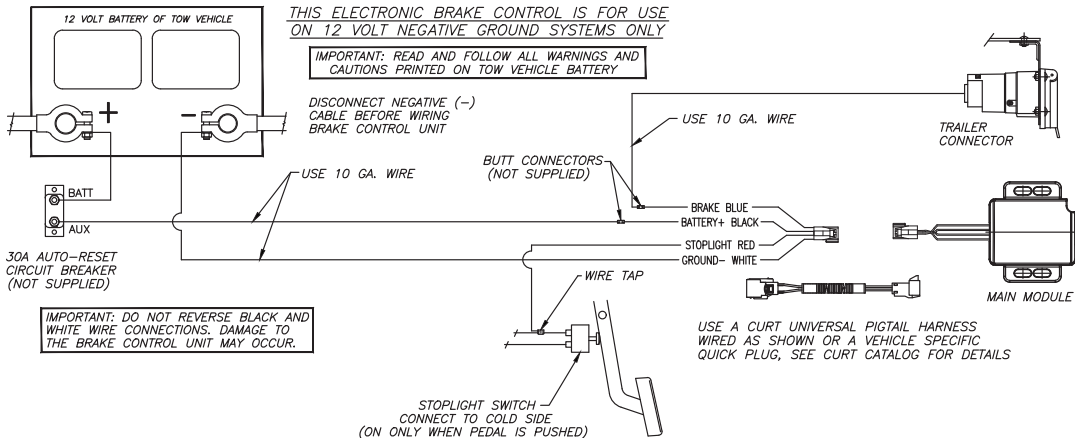 12 VOLT BATTERY OF TOW VEHICLE
+
-
THIS ELECTRONIC BRAKE CONTROL IS FOR USE
ON 12 VOLT NEGATIVE GROUND SYSTEMS ONLY
IMPORTANT: READ AND FOLLOW ALL WARNINGS AND
CAUTIONS PRINTED ON TOW VEHICLE BATTERY
DISCONNECT NEGATIVE (-)
CABLE BEFORE WIRING
BRAKE CONTROL UNIT
USE 10 GA. WIRE
TRAILER
CONNECTOR
BUTT CONNECTORS
(NOT SUPPLIED)
USE 10 GA. WIRE
BATT
AUX
30A AUTO-RESET
CIRCUIT BREAKER
(NOT SUPPLIED)
BRAKE BLUE
BATTERY+ BLACK
STOPLIGHT RED
GROUND- WHITE
WIRE TAP
MAIN MODULE
IMPORTANT: DO NOT REVERSE BLACK AND
WHITE WIRE CONNECTIONS. DAMAGE TO
THE BRAKE CONTROL UNIT MAY OCCUR.
USE A CURT UNIVERSAL PIGTAIL HARNESS
WIRED AS SHOWN OR A VEHICLE SPECIFIC
QUICK PLUG, SEE CURT CATALOG FOR DETAILS
STOPLIGHT SWITCH
CONNECT TO COLD SIDE
(ON ONLY WHEN PEDAL IS PUSHED)